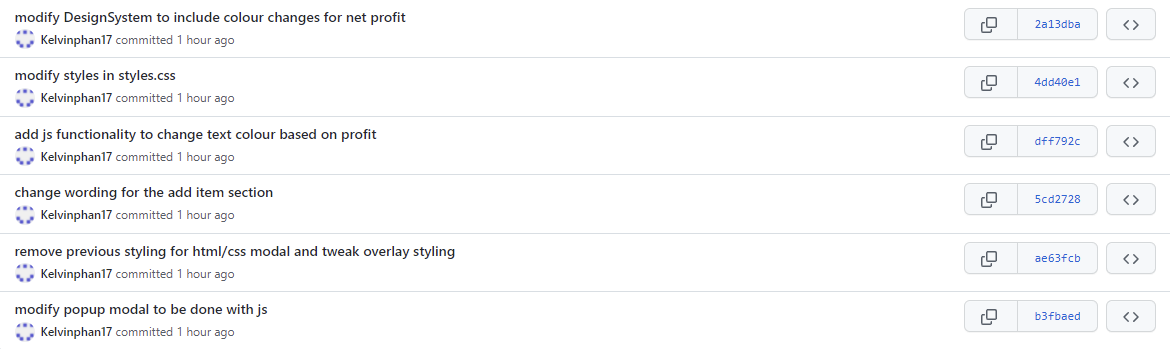 modify DesignSystem to include colour changes for net profit
Kelvinphan17 committed 1 hour ago
2a13dba
modify styles in styles.css
Kelvinphan17 committed 1 hour ago
4dd40e1
add js functionality to change text colour based on profit
Kelvinphan17 committed 1 hour ago
dff792c
change wording for the add item section
Kelvinphan17 committed 1 hour ago
5cd2728
remove previous styling for html/css modal and tweak overlay styling
Kelvinphan17 committed 1 hour ago
ae63fcb
modify popup modal to be done with js
Kelvinphan17 committed 1 hour ago
b3fbaed